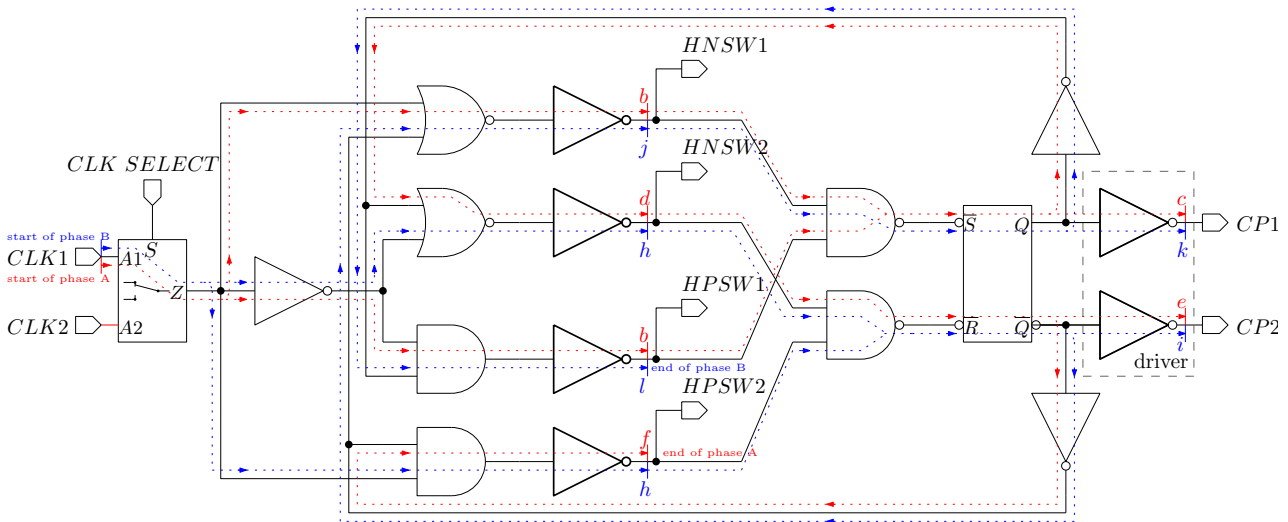 HNSW1
b
j
HNSW2
CLK SELECT
d
h
c
CP1
k
start of phase B
S
CLK1
A1
start of phase A
Z
S
Q
HPSW1
CLK2
A2
R
Q
e
CP2
i
b
end of phase B
l
driver
HPSW2
f
end of phase A
h